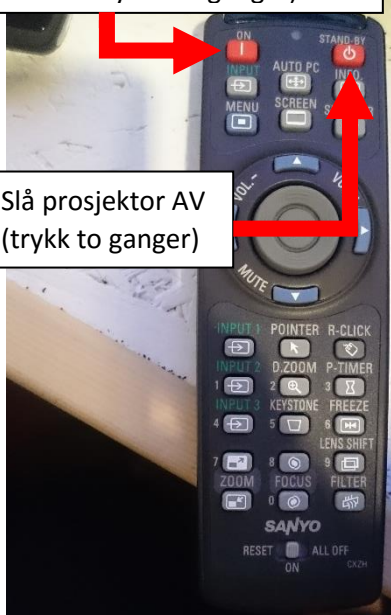 ON
STAND-BY
INPUT
AUTO PC
INFO.
MENU
SCREEN
VOL.-
Slå prosjektor AV
(trykk to ganger)
MUTE
INPUT 1 POINTER R-CLICK
INPUT 2 D.ZOOM P-TIMER
1 2 3
INPUT 3 KEYSTONE FREEZE
4 5 6
LENS SHIFT
7 8 9
ZOOM FOCUS FILTER
0
SANYO
RESET ALL OFF
ON
CXZH